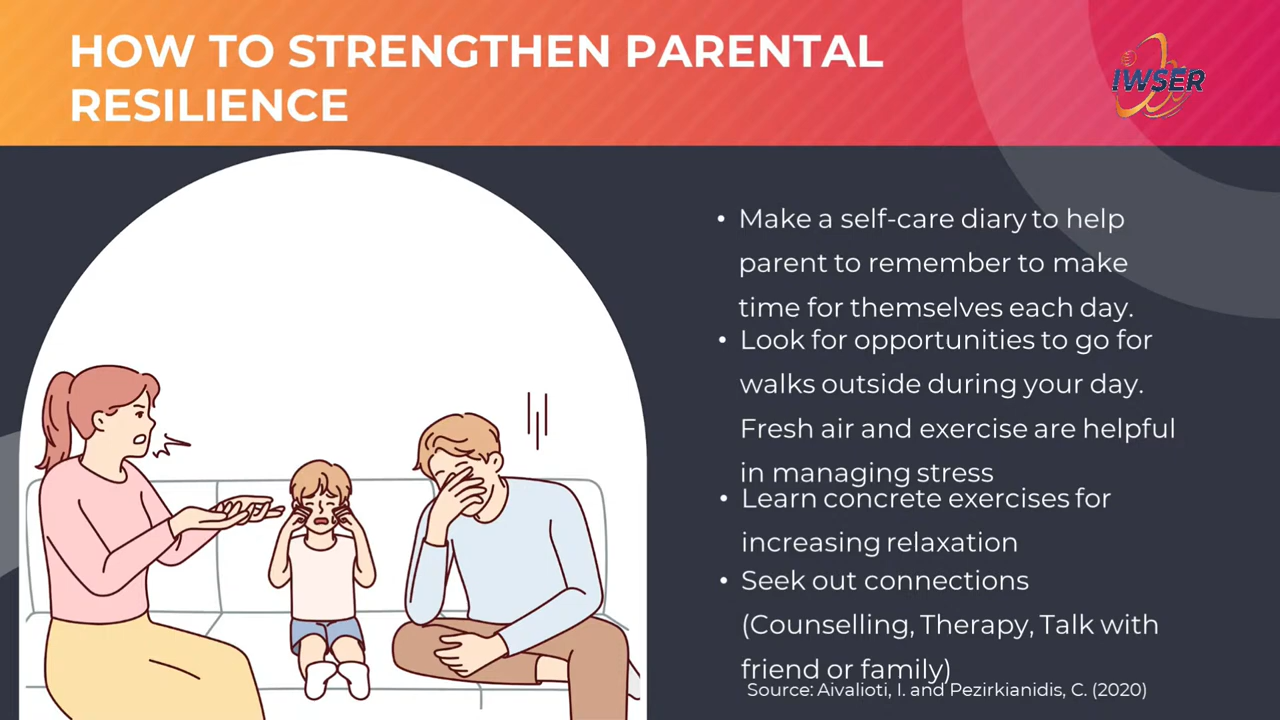 HOW TO STRENGTHEN PARENTAL
RESILIENCE
IWSER
• Make a self-care diary to help
parent to remember to make
time for themselves each day.
• Look for opportunities to go for
walks outside during your day.
Fresh air and exercise are helpful
in managing stress
• Learn concrete exercises for
increasing relaxation
• Seek out connections
(Counselling, Therapy, Talk with
friend or family)
Source: Aivalioti, I. and Pezirkianidis, C. (2020)